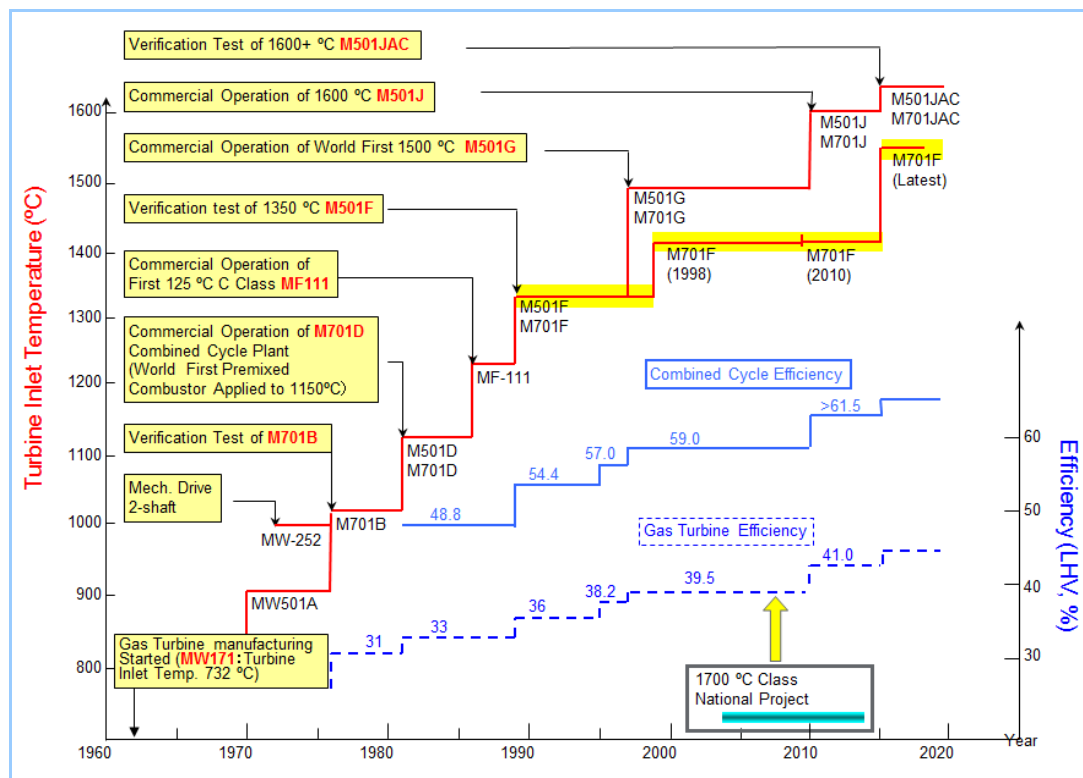 Verification Test of 1600+ ºC M501JAC
Commercial Operation of 1600 ºC M501J
Commercial Operation of World First 1500 ºC M501G
Verification test of 1350 ºC M501F
Commercial Operation of
First 125 ºC C Class MF111
Commercial Operation of M701D
Combined Cycle Plant
(World First Premixed
Combustor Applied to 1150ºC)
Verification Test of M701B
Mech. Drive
2-shaft
Gas Turbine manufacturing
Started (MW171:Turbine
Inlet Temp. 732 ºC)
Turbine Inlet Temperature (ºC)
1600
1500
1400
1300
1200
1100
1000
900
800
MW501A
MW-252
M701B
M501D
M701D
MF-111
M501F
M701F
M501G
M701G
M701F
(1998)
M701F
(2010)
M501J
M701J
M501JAC
M701JAC
M701F
(Latest)
Combined Cycle Efficiency
48.8
54.4
57.0
59.0
>61.5
Gas Turbine Efficiency
31
33
36
38.2
39.5
41.0
1700 ºC Class
National Project
60
50
40
30
Efficiency (LHV, %)
1960
1970
1980
1990
2000
2010
2020
Year